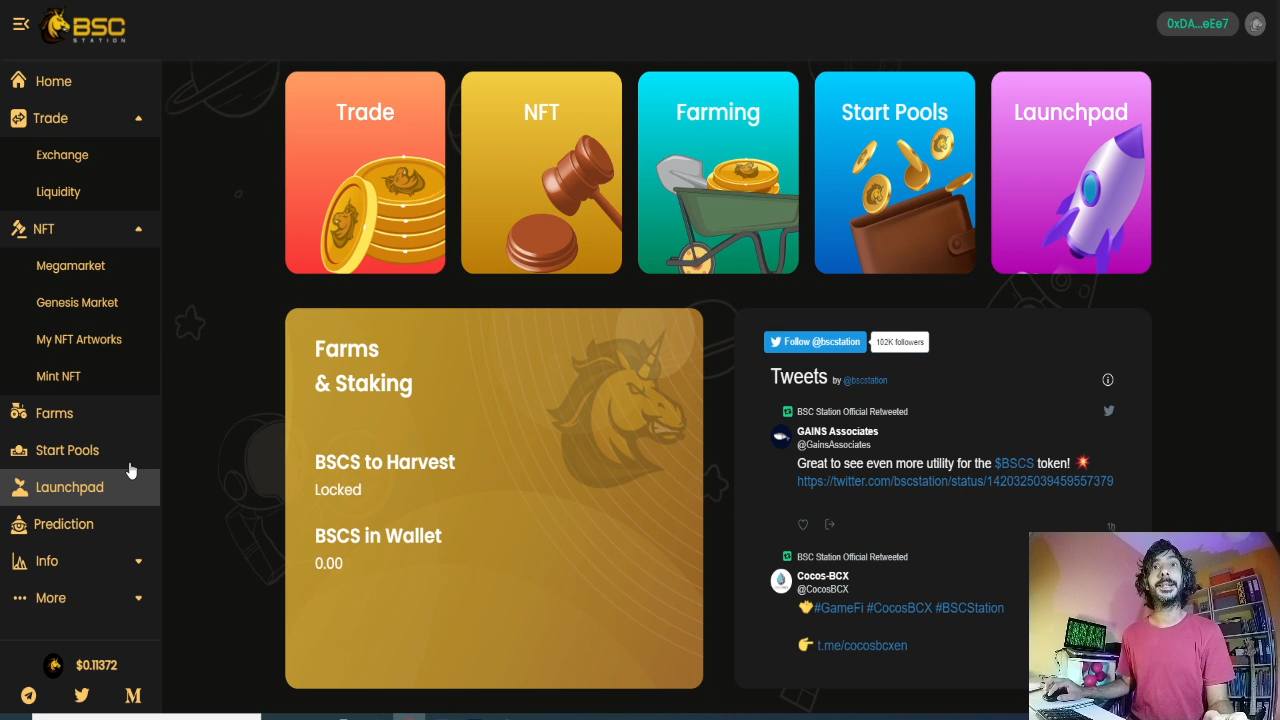 BSC
STATION
0xDA...eEe7
Home
Trade
Exchange
Liquidity
NFT
Megamarket
Genesis Market
My NFT Artworks
Mint NFT
Farms
Start Pools
Launchpad
Prediction
Info
More
$0.11372
Trade
NFT
Farming
Start Pools
Launchpad
Farms
& Staking
BSCS to Harvest
Locked
BSCS in Wallet
0.00
Follow @bscstation
102K followers
Tweets by @bscstation
BSC Station Official Retweeted
GAINS Associates
@GainsAssociates
Great to see even more utility for the $BSCS token! 💥
https://twitter.com/bscstation/status/1420325039459557379
1h
BSC Station Official Retweeted
Cocos-BCX
@CocosBCX
#GameFi #CocosBCX #BSCStation
👉 t.me/cocosbcxen